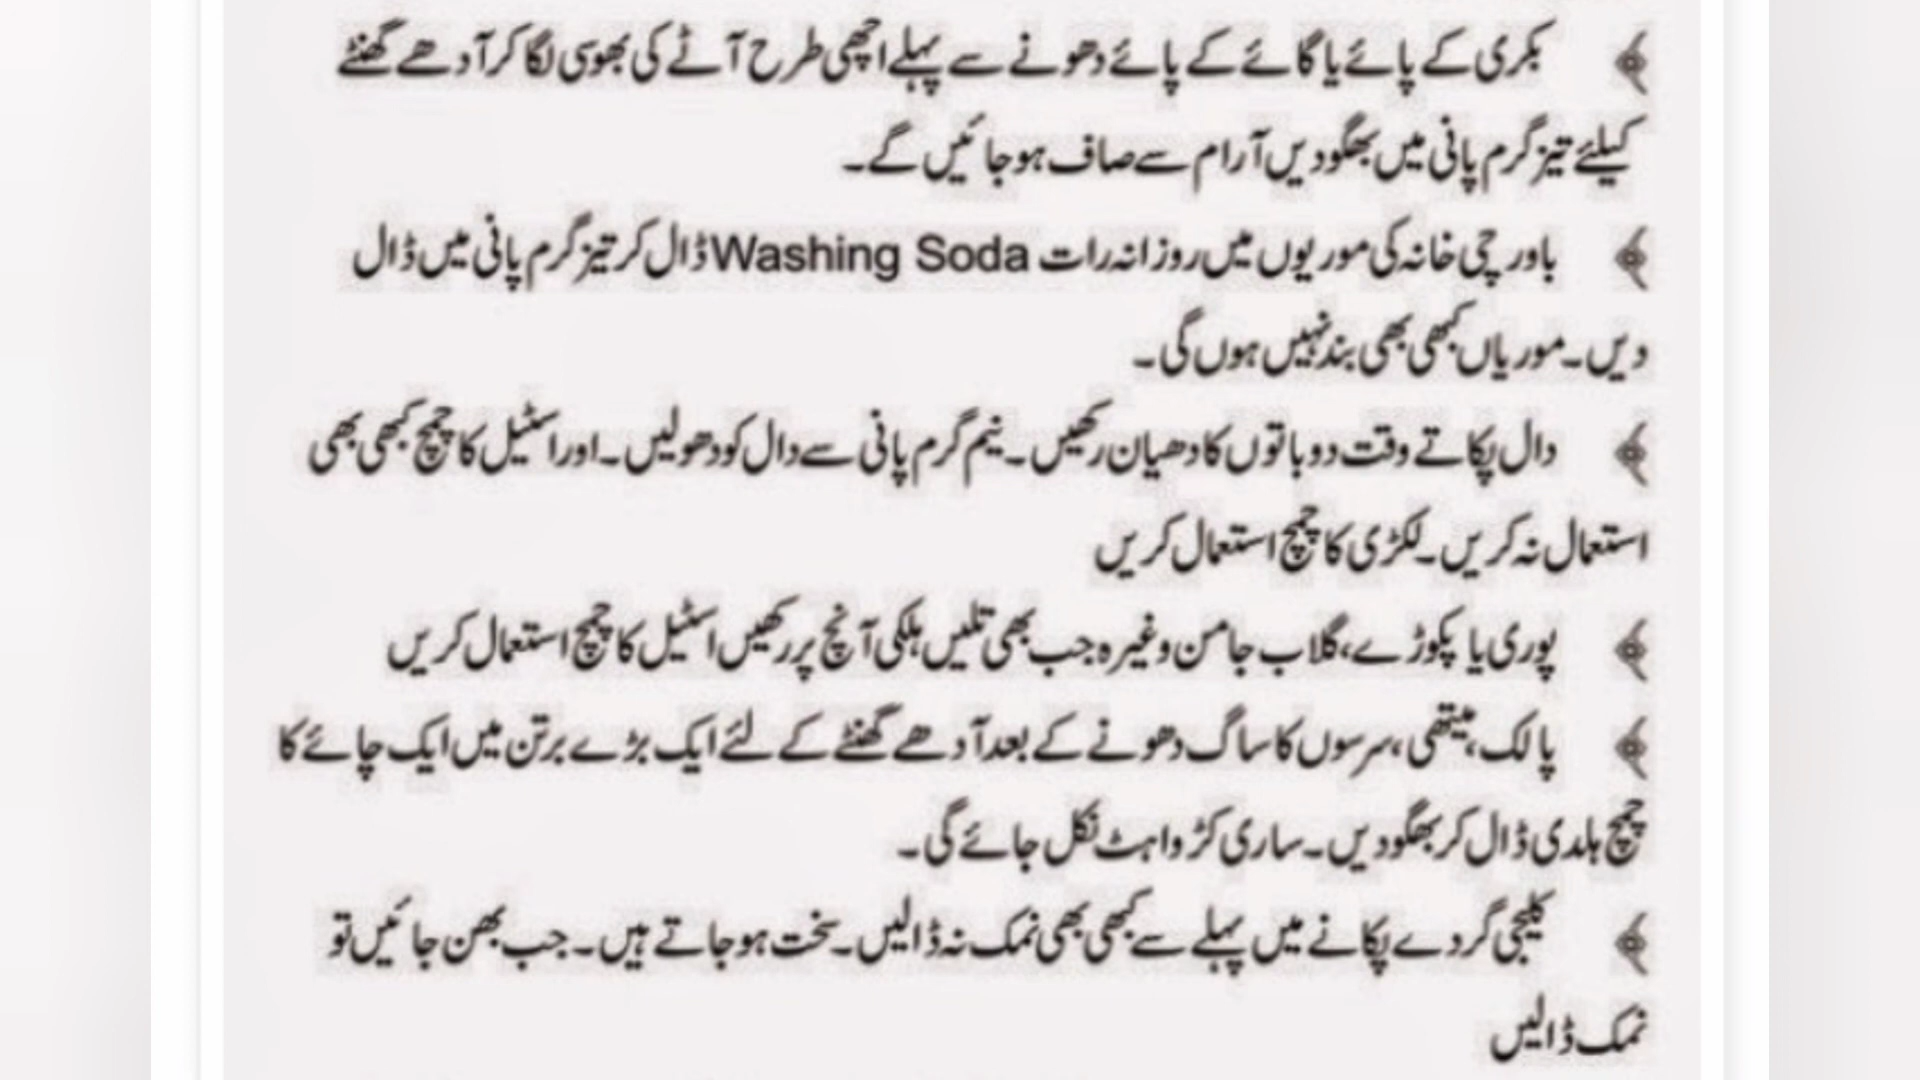 بکری کے پائے یا گائے کے پائے دھونے سے پہلے اچھی طرح آٹے کی بھوسی لگا کر آدھے گھنٹے
کیلئے تیز گرم پانی میں بھگودیں آرام سے صاف ہو جائیں گے۔
باورچی خانہ کی موریوں میں روزانہ رات Washing Soda ڈال کر تیز گرم پانی میں ڈال
دیں۔ موریاں کبھی بھی بند نہیں ہوں گی۔
دال پکاتے وقت دو باتوں کا دھیان رکھیں۔ نیم گرم پانی سے دال کو دھولیں۔ اور اسٹیل کا چمچ کبھی بھی
استعمال نہ کریں۔ لکڑی کا چمچ استعمال کریں
پوری یا پکوڑے، گلاب جامن وغیرہ جب بھی تلیں ہلکی آنچ پر رکھیں اسٹیل کا چمچ استعمال کریں
پالک، میتھی، سرسوں کا ساگ دھونے کے بعد آدھے گھنٹے کے لئے ایک بڑے برتن میں ایک چائے کا
چمچ ہلدی ڈال کر بھگودیں۔ ساری کڑواہٹ نکل جائے گی۔
کلیجی گردے پکانے میں پہلے سے کبھی بھی نمک نہ ڈالیں۔ سخت ہو جاتے ہیں۔ جب بھن جائیں تو
نمک ڈالیں